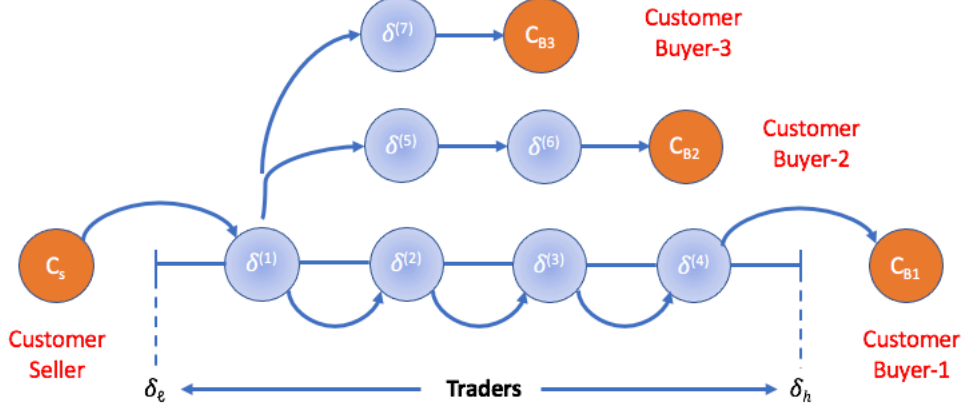 δ⁽⁷⁾ C_B3 Customer
Buyer-3
δ⁽⁵⁾ δ⁽⁶⁾ C_B2 Customer
Buyer-2
C_s δ⁽¹⁾ δ⁽²⁾ δ⁽³⁾ δ⁽⁴⁾ C_B1
Customer
Seller
Customer
Buyer-1
δ_ℓ Traders δ_h